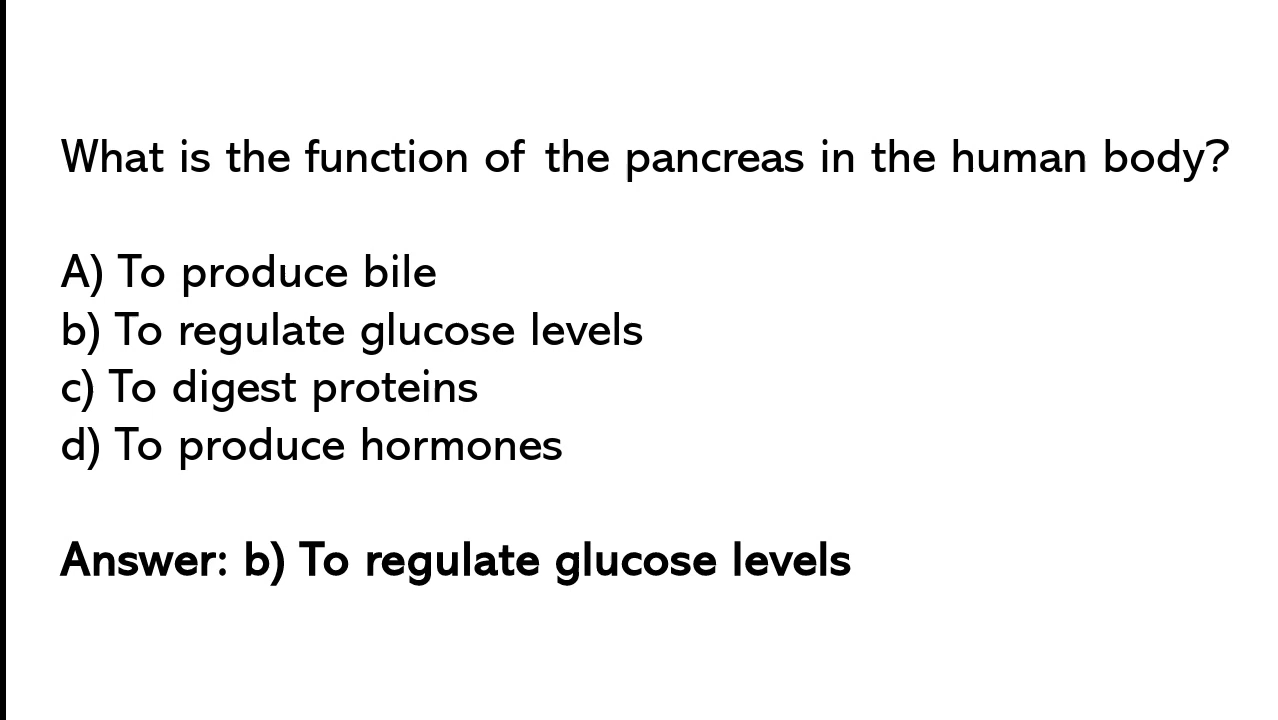 What is the function of the pancreas in the human body?
A) To produce bile
b) To regulate glucose levels
c) To digest proteins
d) To produce hormones
Answer: b) To regulate glucose levels